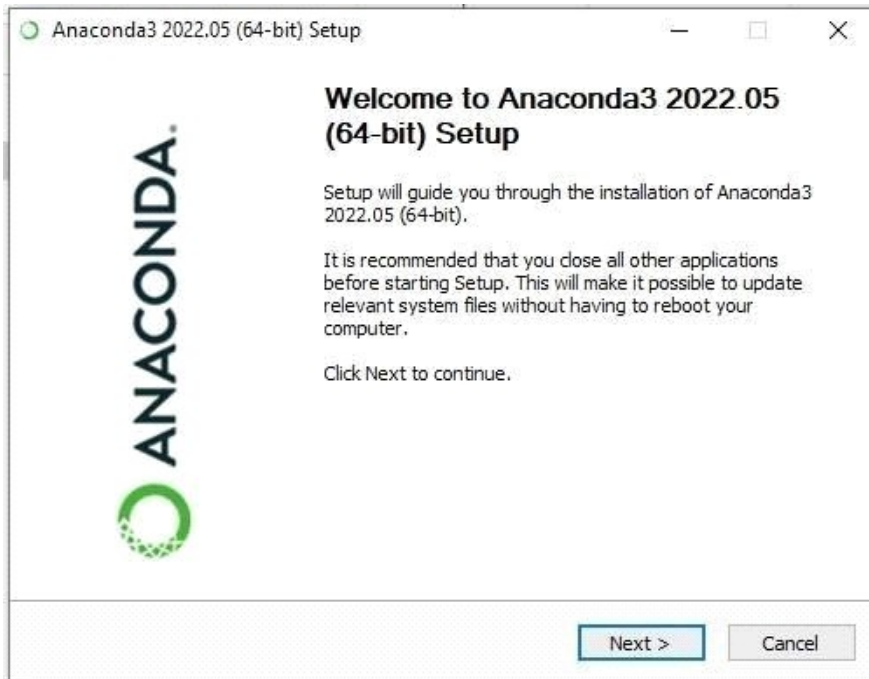 Anaconda3 2022.05 (64-bit) Setup
ANACONDA.
Welcome to Anaconda3 2022.05
(64-bit) Setup
Setup will guide you through the installation of Anaconda3
2022.05 (64-bit).
It is recommended that you close all other applications
before starting Setup. This will make it possible to update
relevant system files without having to reboot your
computer.
Click Next to continue.
Next >
Cancel